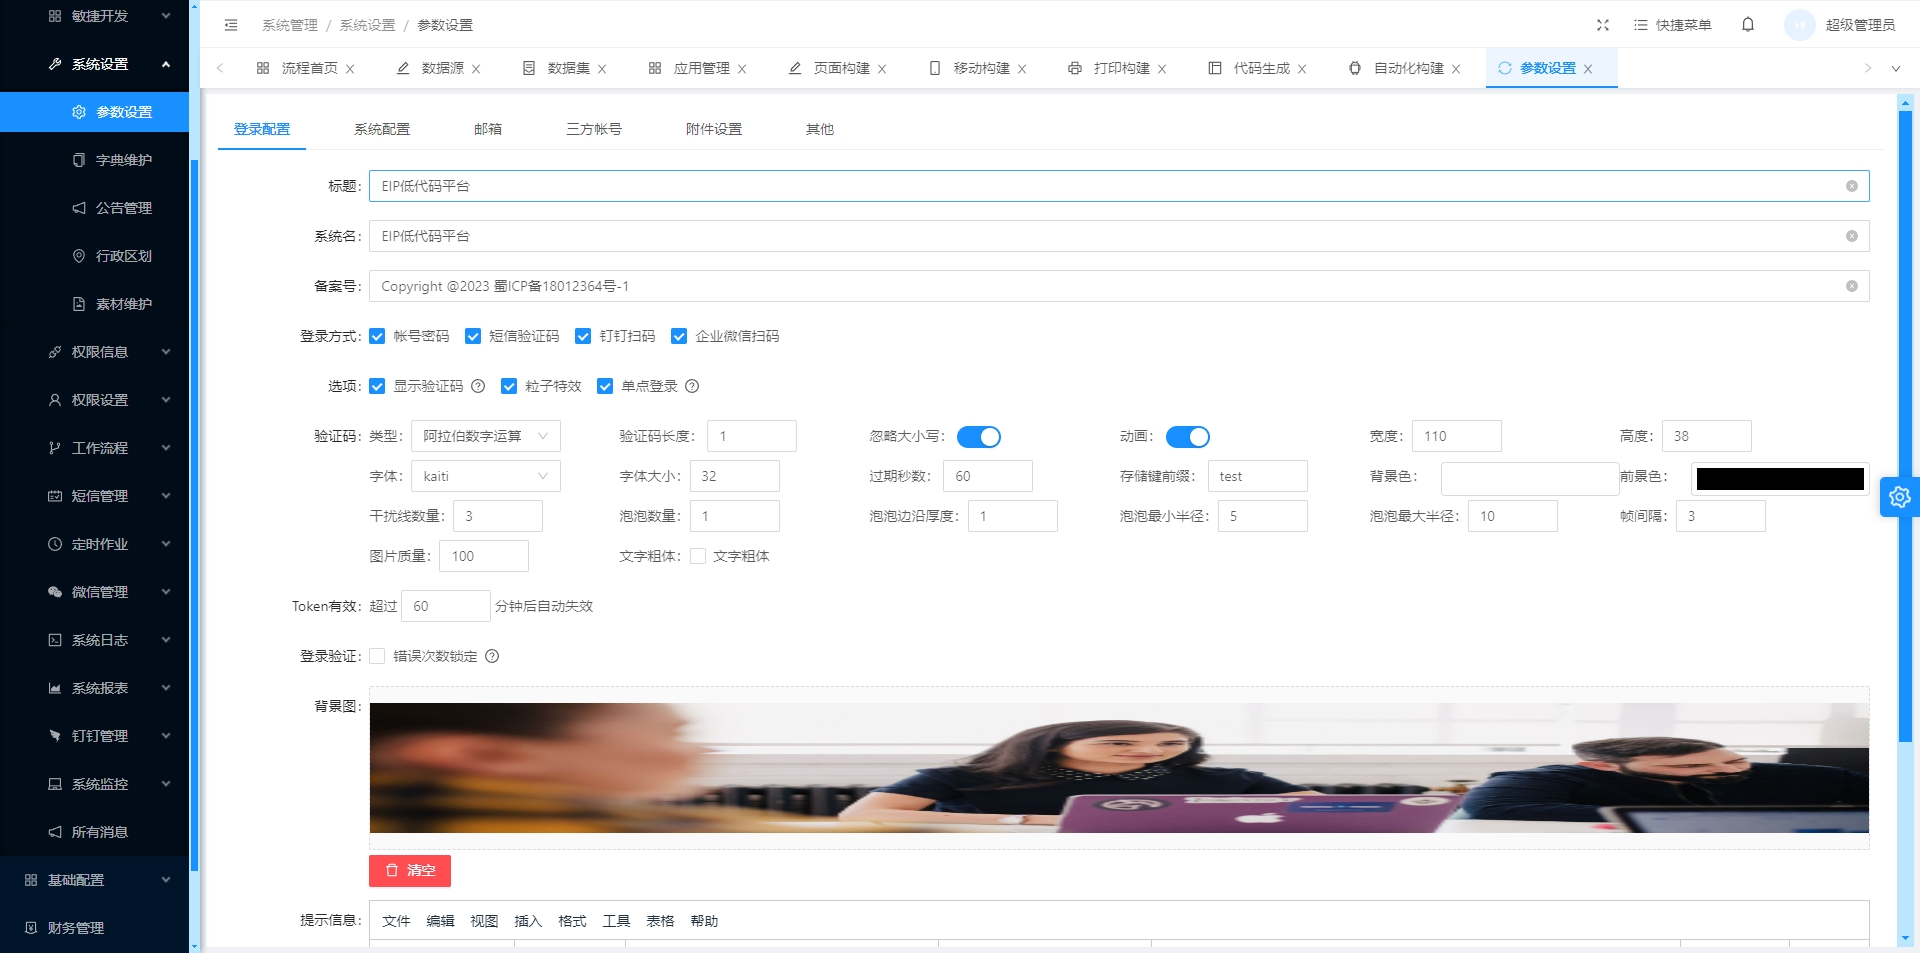 敏捷开发
系统设置
参数设置
字典维护
公告管理
行政区划
素材维护
权限信息
权限设置
工作流程
短信管理
定时作业
微信管理
系统日志
系统报表
钉钉管理
系统监控
所有消息
基础配置
财务管理
系统管理 / 系统设置 / 参数设置
快捷菜单 超级管理员
流程首页 数据源 数据集 应用管理 页面构建 移动构建 打印构建 代码生成 自动化构建 参数设置
登录配置 系统配置 邮箱 三方帐号 附件设置 其他
标题: EIP低代码平台
系统名: EIP低代码平台
备案号: Copyright @2023 蜀ICP备18012364号-1
登录方式: 帐号密码 短信验证码 钉钉扫码 企业微信扫码
选项: 显示验证码 粒子特效 单点登录
验证码: 类型: 阿拉伯数字运算 验证码长度: 1 忽略大小写: 动画: 宽度: 110 高度: 38
字体: kaiti 字体大小: 32 过期秒数: 60 存储键前缀: test 背景色: 前景色:
干扰线数量: 3 泡泡数量: 1 泡泡边沿厚度: 1 泡泡最小半径: 5 泡泡最大半径: 10 帧间隔: 3
图片质量: 100 文字粗体: 文字粗体
Token有效: 超过 60 分钟后自动失效
登录验证: 错误次数锁定
背景图:
清空
提示信息: 文件 编辑 视图 插入 格式 工具 表格 帮助